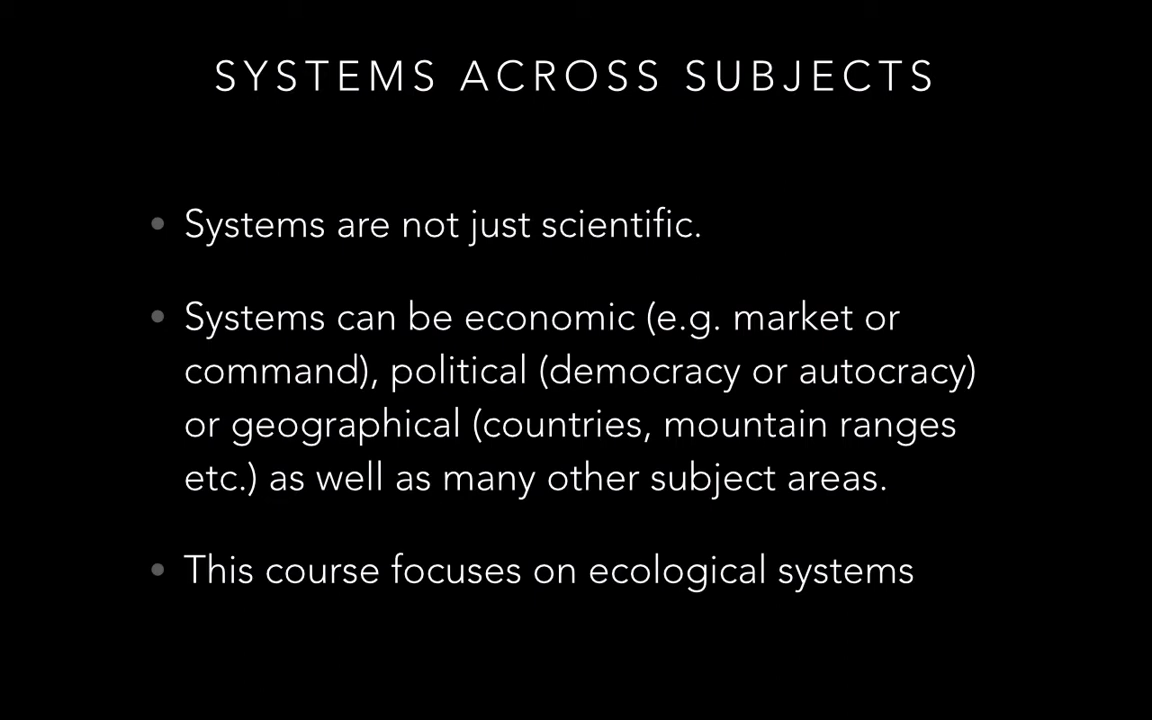 SYSTEMS ACROSS SUBJECTS
• Systems are not just scientific.
• Systems can be economic (e.g. market or
command), political (democracy or autocracy)
or geographical (countries, mountain ranges
etc.) as well as many other subject areas.
• This course focuses on ecological systems